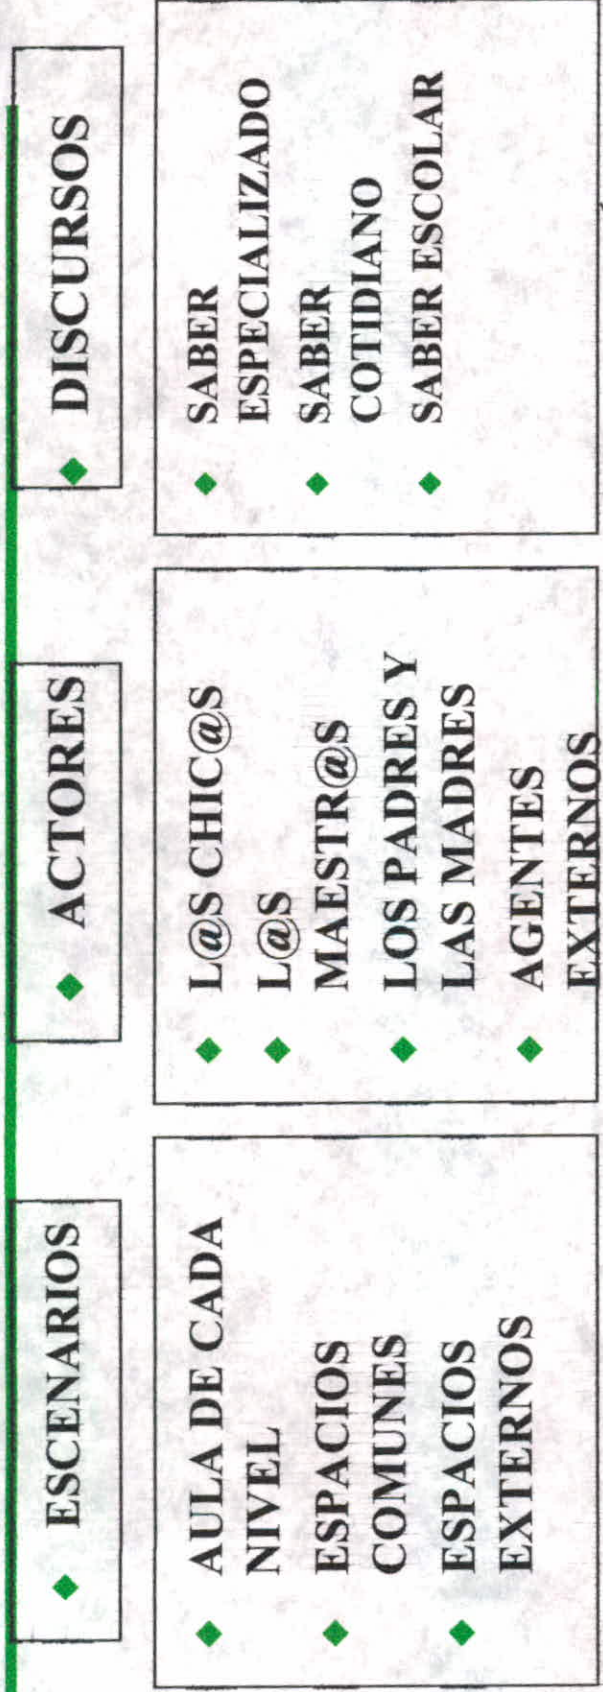 ESCENARIOS
AULA DE CADA
NIVEL
ESPACIOS
COMUNES
ESPACIOS
EXTERNOS
ACTORES
L@S CHIC@S
L@S
MAESTR@S
LOS PADRES Y
LAS MADRES
AGENTES
EXTERNOS
DISCURSOS
SABER
ESPECIALIZADO
SABER
COTIDIANO
SABER ESCOLAR